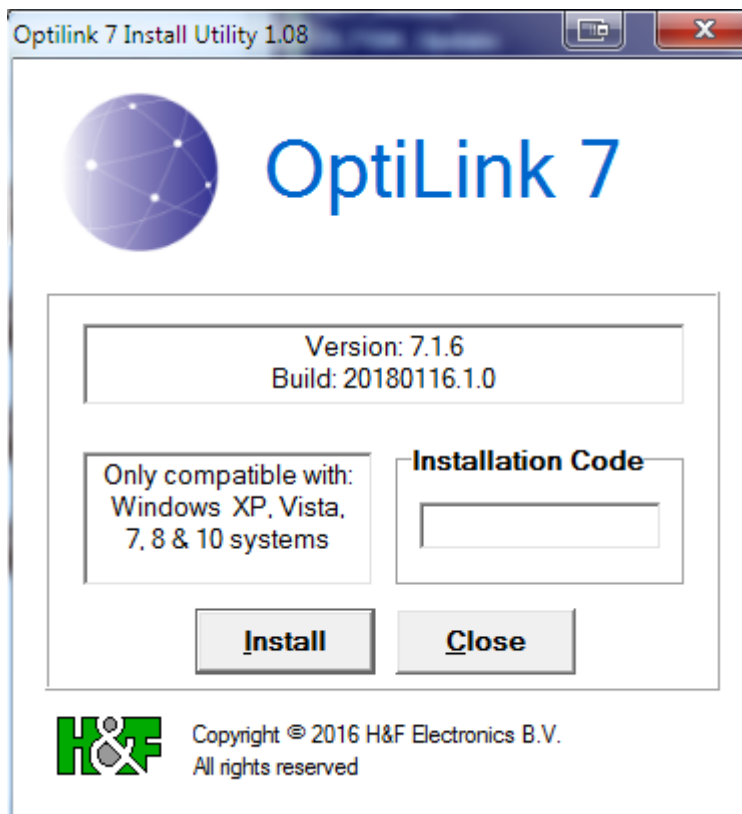 Optilink 7 Install Utility 1.08
OptiLink 7
Version: 7.1.6
Build: 20180116.1.0
Only compatible with:
Windows XP, Vista,
7, 8 & 10 systems
Installation Code
Install
Close
H&F
Copyright © 2016 H&F Electronics B.V.
All rights reserved